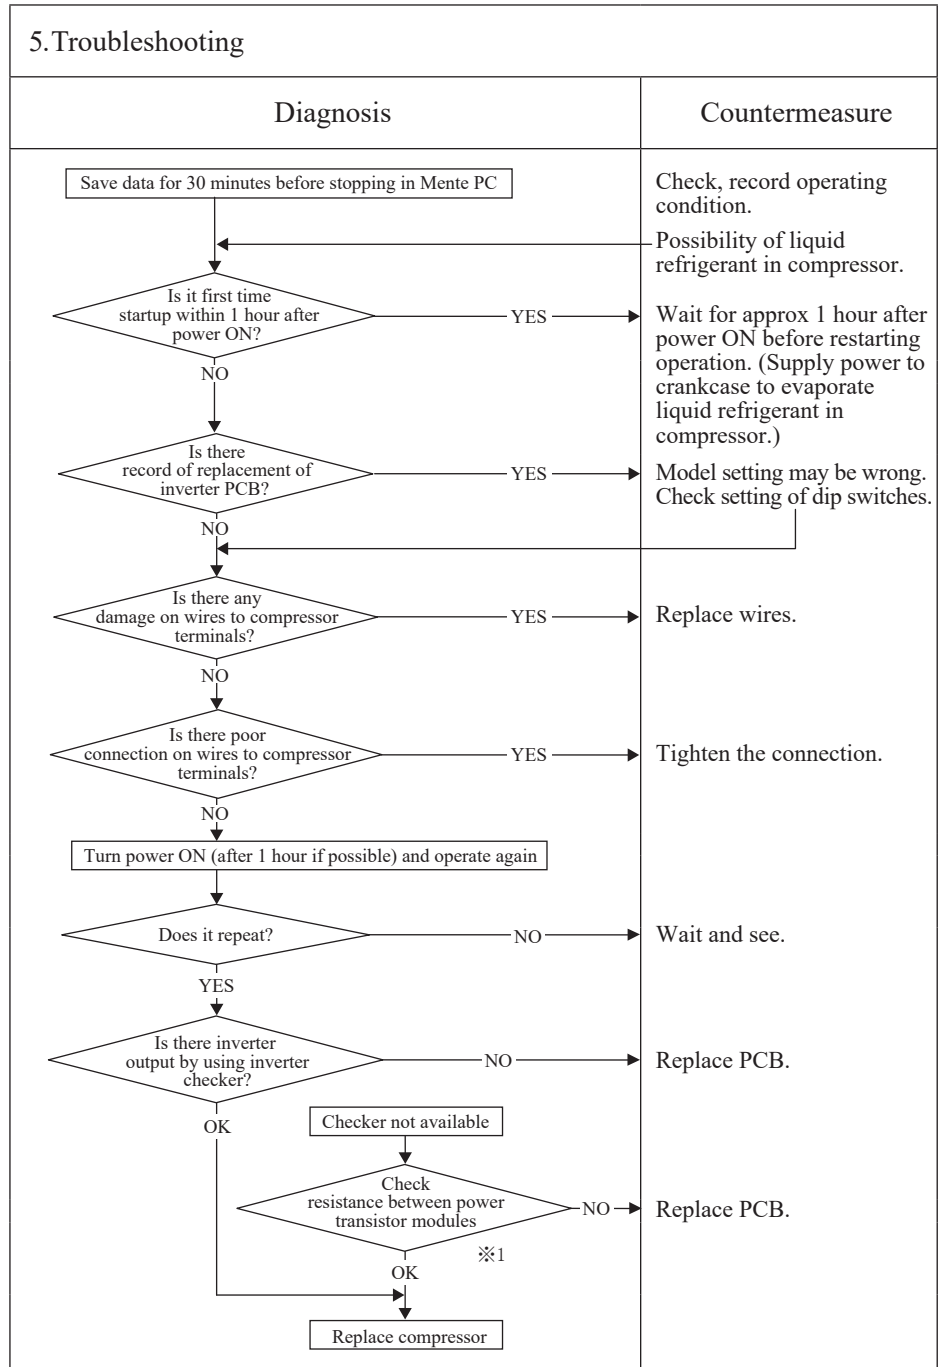 5.Troubleshooting
Diagnosis
Countermeasure
Save data for 30 minutes before stopping in Mente PC
Check, record operating
condition.
Possibility of liquid
refrigerant in compressor.
Is it first time
startup within 1 hour after
power ON?
YES
Wait for approx 1 hour after
power ON before restarting
operation. (Supply power to
crankcase to evaporate
liquid refrigerant in
compressor.)
NO
Is there
record of replacement of
inverter PCB?
YES
Model setting may be wrong.
Check setting of dip switches.
NO
Is there any
damage on wires to compressor
terminals?
YES
Replace wires.
NO
Is there poor
connection on wires to compressor
terminals?
YES
Tighten the connection.
NO
Turn power ON (after 1 hour if possible) and operate again
Does it repeat?
NO
Wait and see.
YES
Is there inverter
output by using inverter
checker?
NO
Replace PCB.
OK
Checker not available
Check
resistance between power
transistor modules
NO
Replace PCB.
※1
OK
Replace compressor